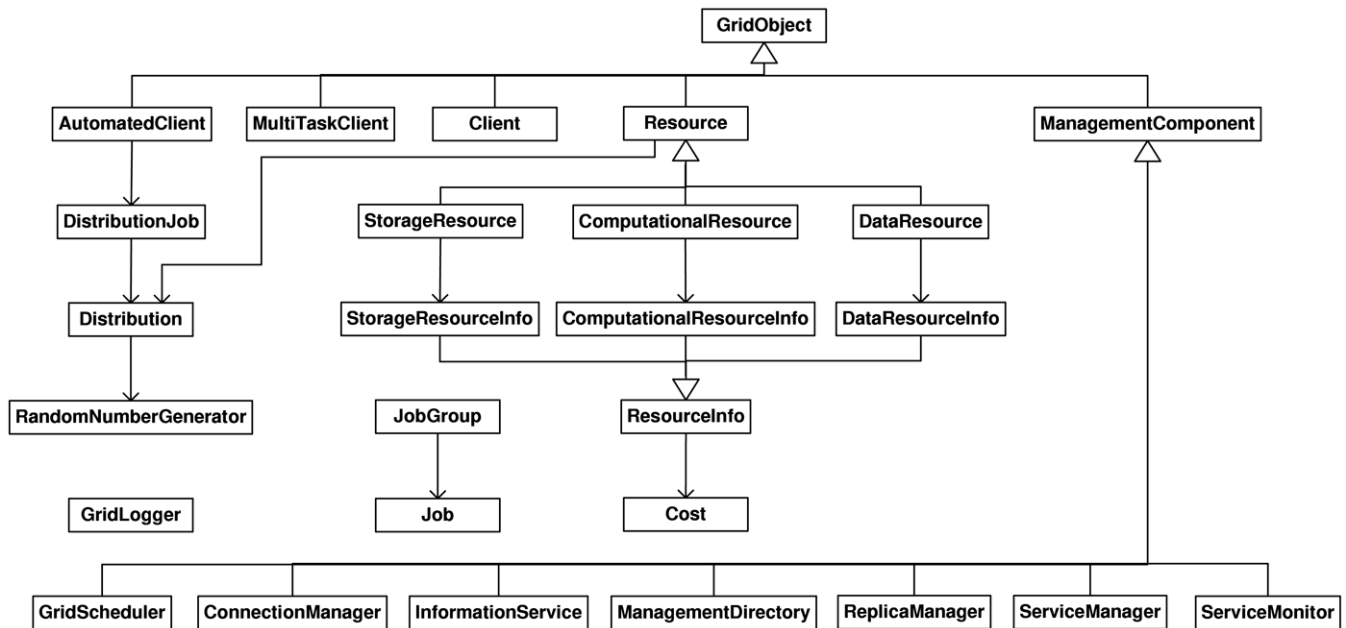 GridObject
AutomatedClient
MultiTaskClient
Client
Resource
ManagementComponent
DistributionJob
StorageResource
ComputationalResource
DataResource
Distribution
StorageResourceInfo
ComputationalResourceInfo
DataResourceInfo
RandomNumberGenerator
JobGroup
ResourceInfo
GridLogger
Job
Cost
GridScheduler
ConnectionManager
InformationService
ManagementDirectory
ReplicaManager
ServiceManager
ServiceMonitor